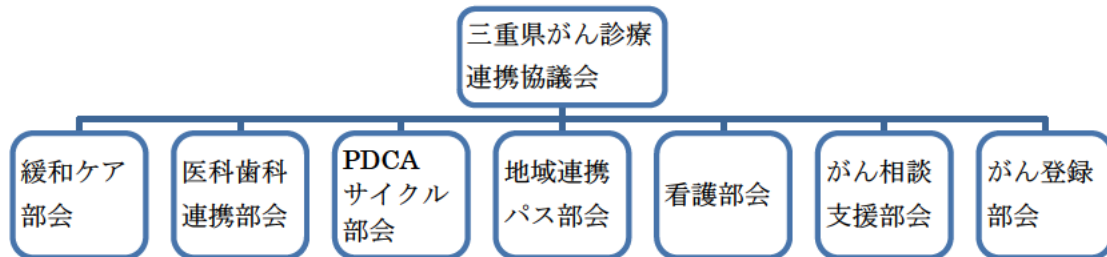 三重県がん診療
連携協議会
緩和ケア
部会
医科歯科
連携部会
PDCA
サイクル
部会
地域連携
パス部会
看護部会
がん相談
支援部会
がん登録
部会